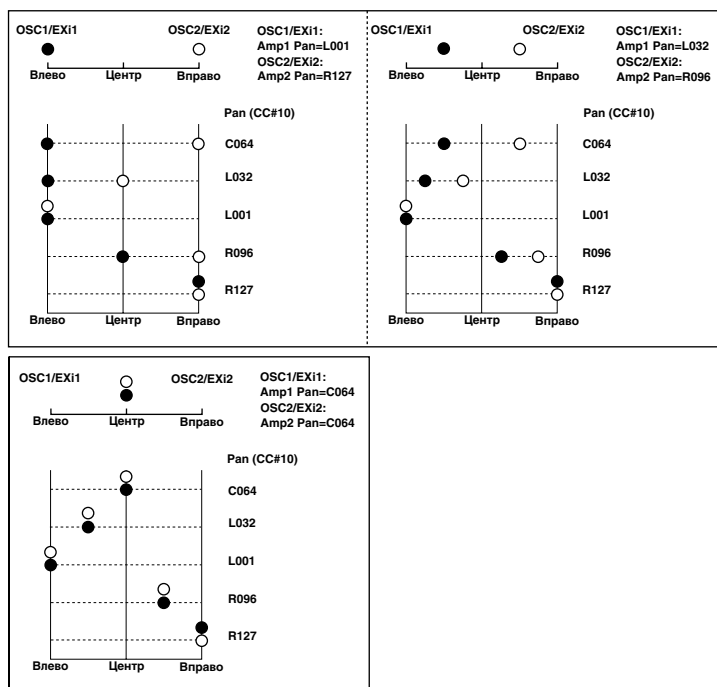 OSC1/EXi1 OSC2/EXi2 OSC1/EXi1:
Amp1 Pan=L001
OSC2/EXi2:
Amp2 Pan=R127
Влево Центр Вправо
Pan (CC#10)
C064
L032
L001
R096
R127
Влево Центр Вправо
OSC1/EXi1 OSC2/EXi2 OSC1/EXi1:
Amp1 Pan=L032
OSC2/EXi2:
Amp2 Pan=R096
Влево Центр Вправо
Pan (CC#10)
C064
L032
L001
R096
R127
Влево Центр Вправо
OSC1/EXi1 OSC2/EXi2 OSC1/EXi1:
Amp1 Pan=C064
OSC2/EXi2:
Amp2 Pan=C064
Влево Центр Вправо
Pan (CC#10)
C064
L032
L001
R096
R127
Влево Центр Вправо